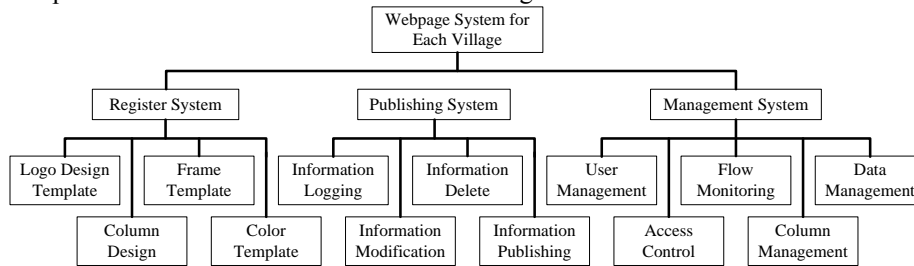 Webpage System for
Each Village
Register System
Publishing System
Management System
Logo Design
Template
Frame
Template
Information
Logging
Information
Delete
User
Management
Flow
Monitoring
Data
Management
Column
Design
Color
Template
Information
Modification
Information
Publishing
Access
Control
Column
Management